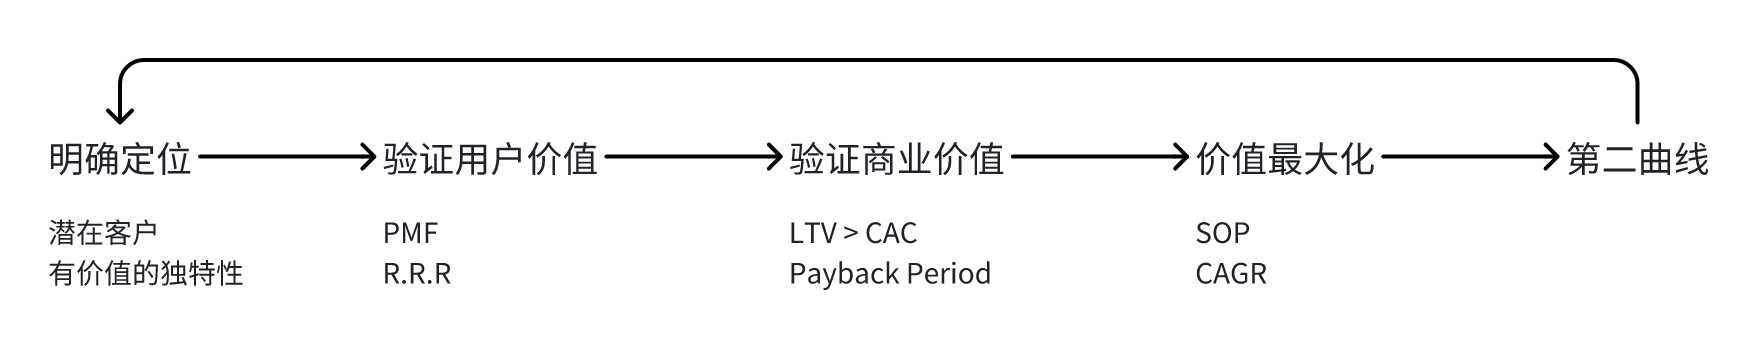 明确定位
验证用户价值
验证商业价值
价值最大化
第二曲线
潜在客户
有价值的独特性
PMF
R.R.R
LTV > CAC
Payback Period
SOP
CAGR